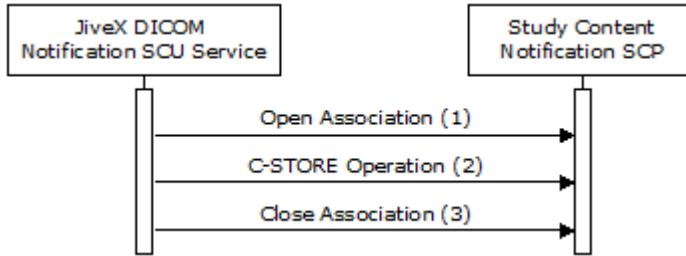 JiveX DICOM
Notification SCU Service
Study Content
Notification SCP
Open Association (1)
C-STORE Operation (2)
Close Association (3)